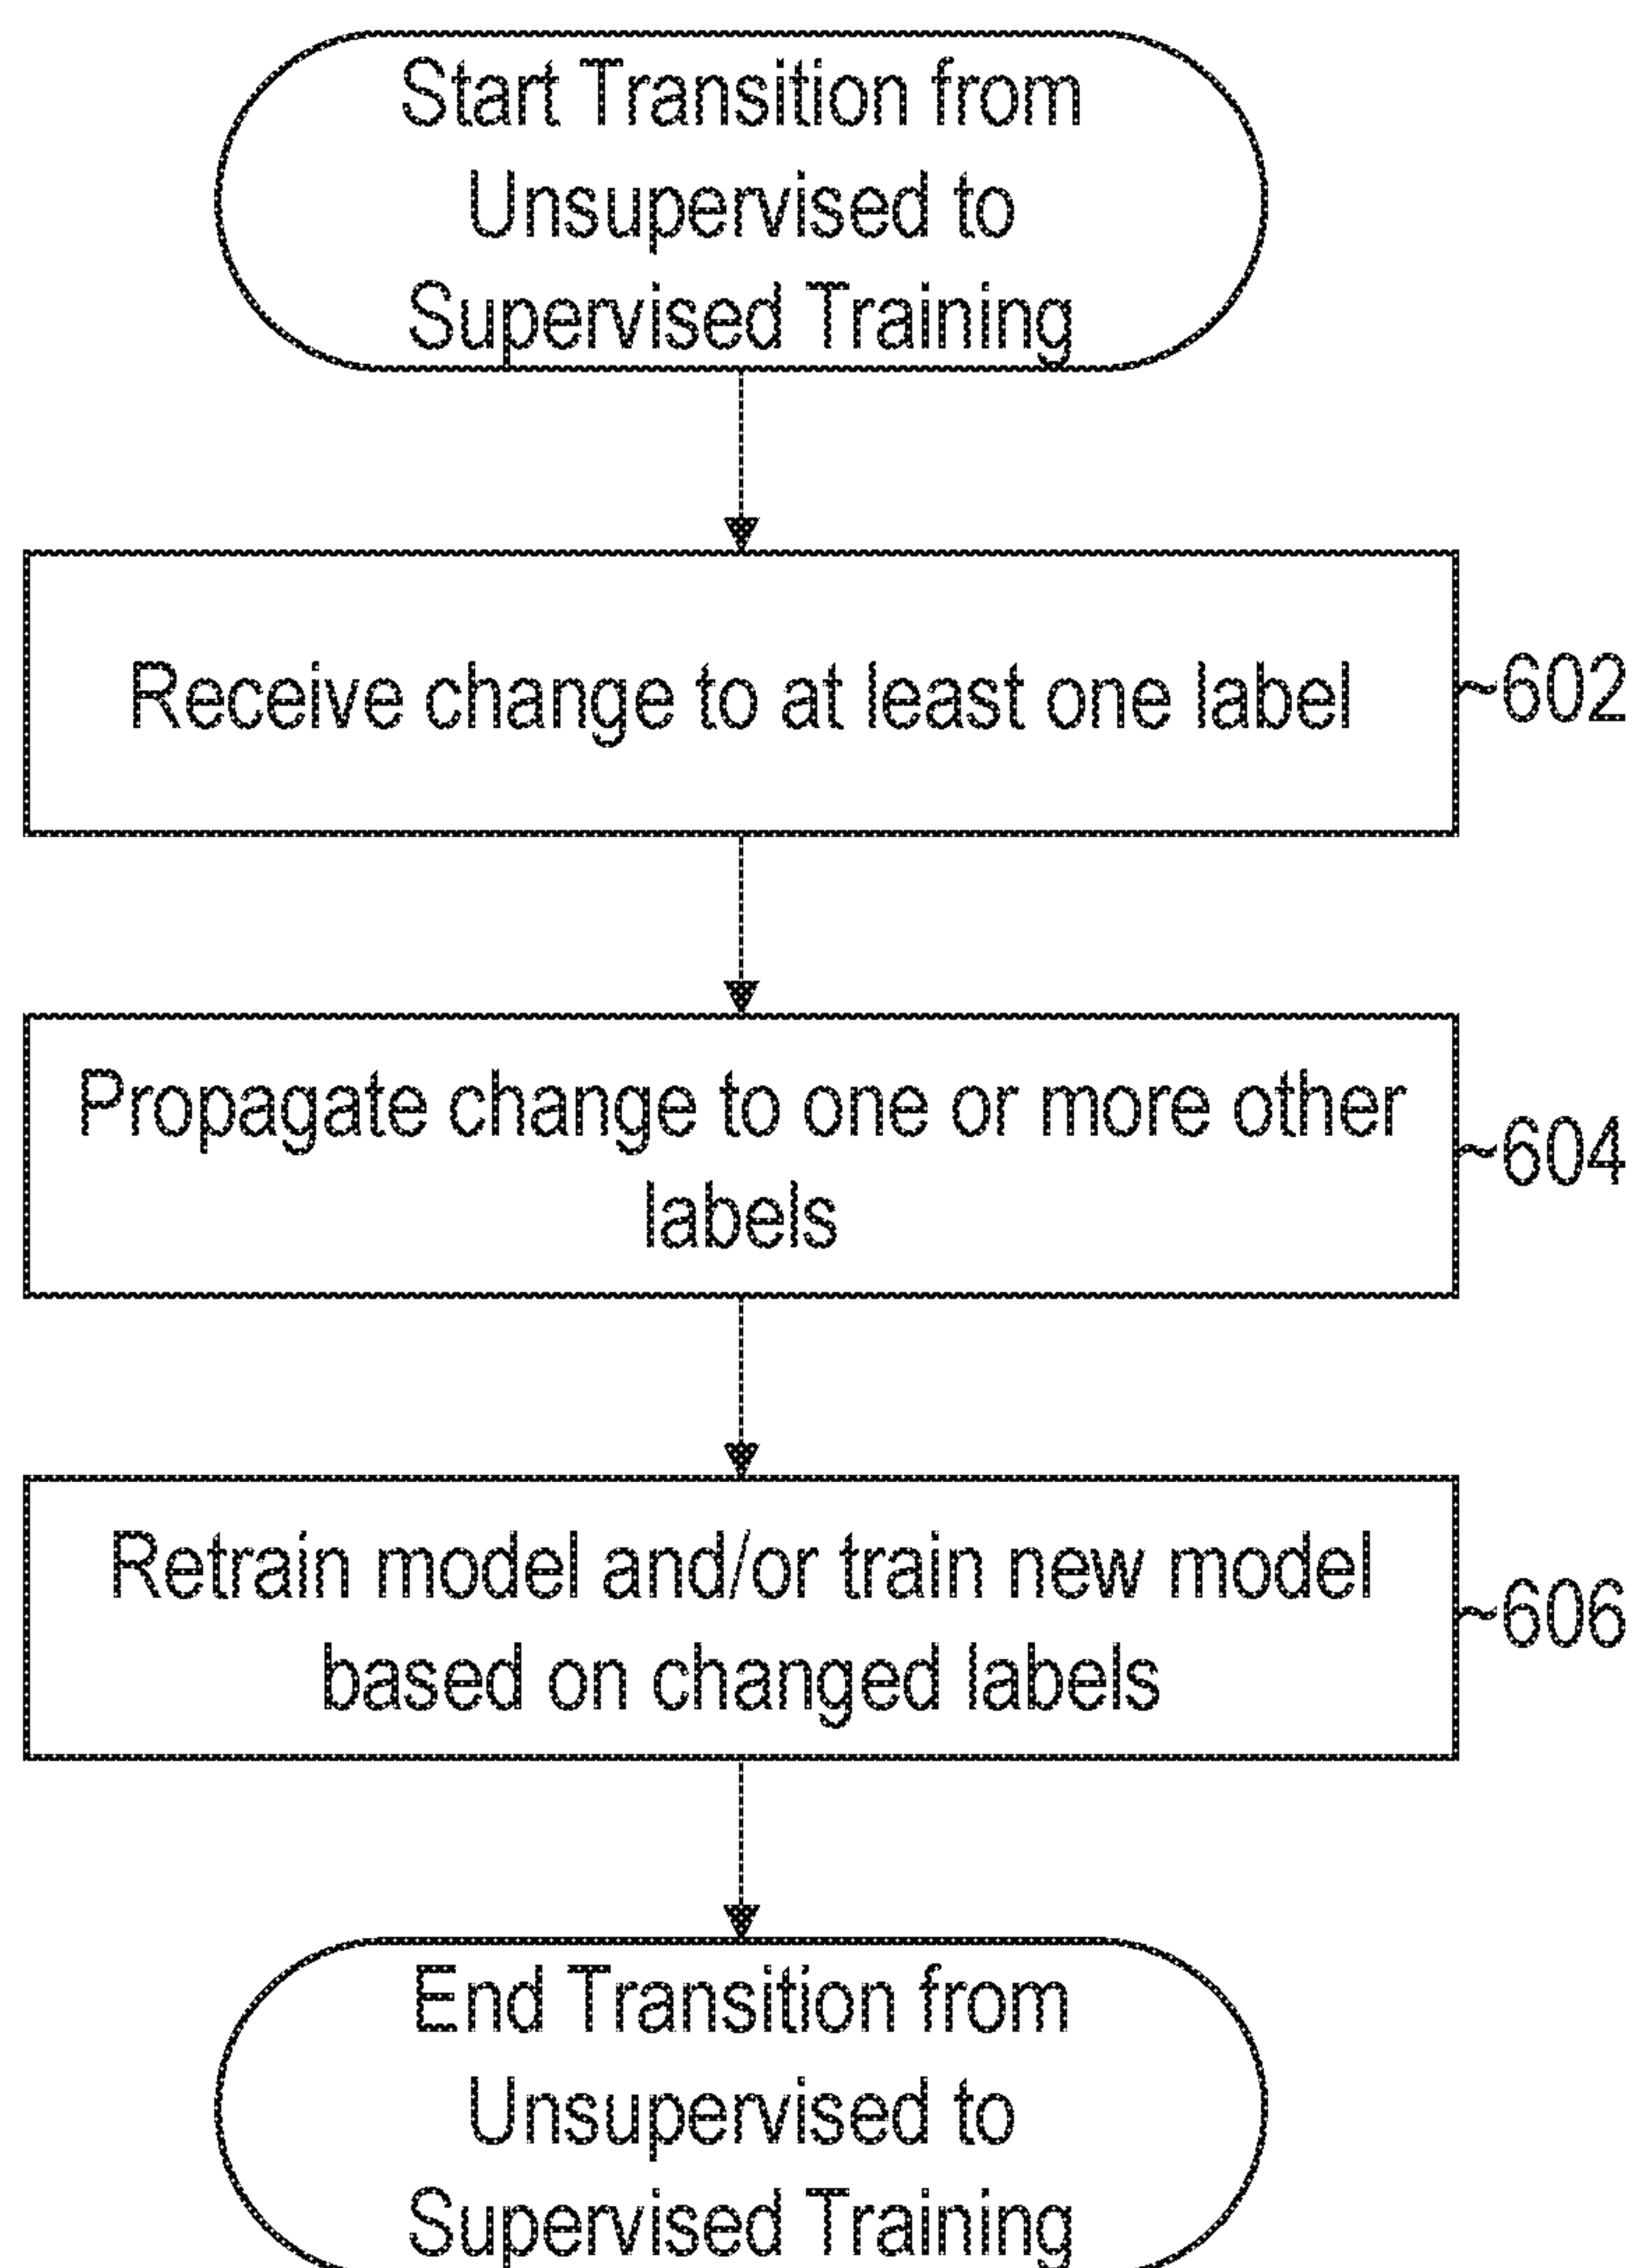 Start Transition from
Unsupervised to
Supervised Training
Receive change to at least one label
~602
Propagate change to one or more other
labels
~604
Retrain model and/or train new model
based on changed labels
~606
End Transition from
Unsupervised to
Supervised Training